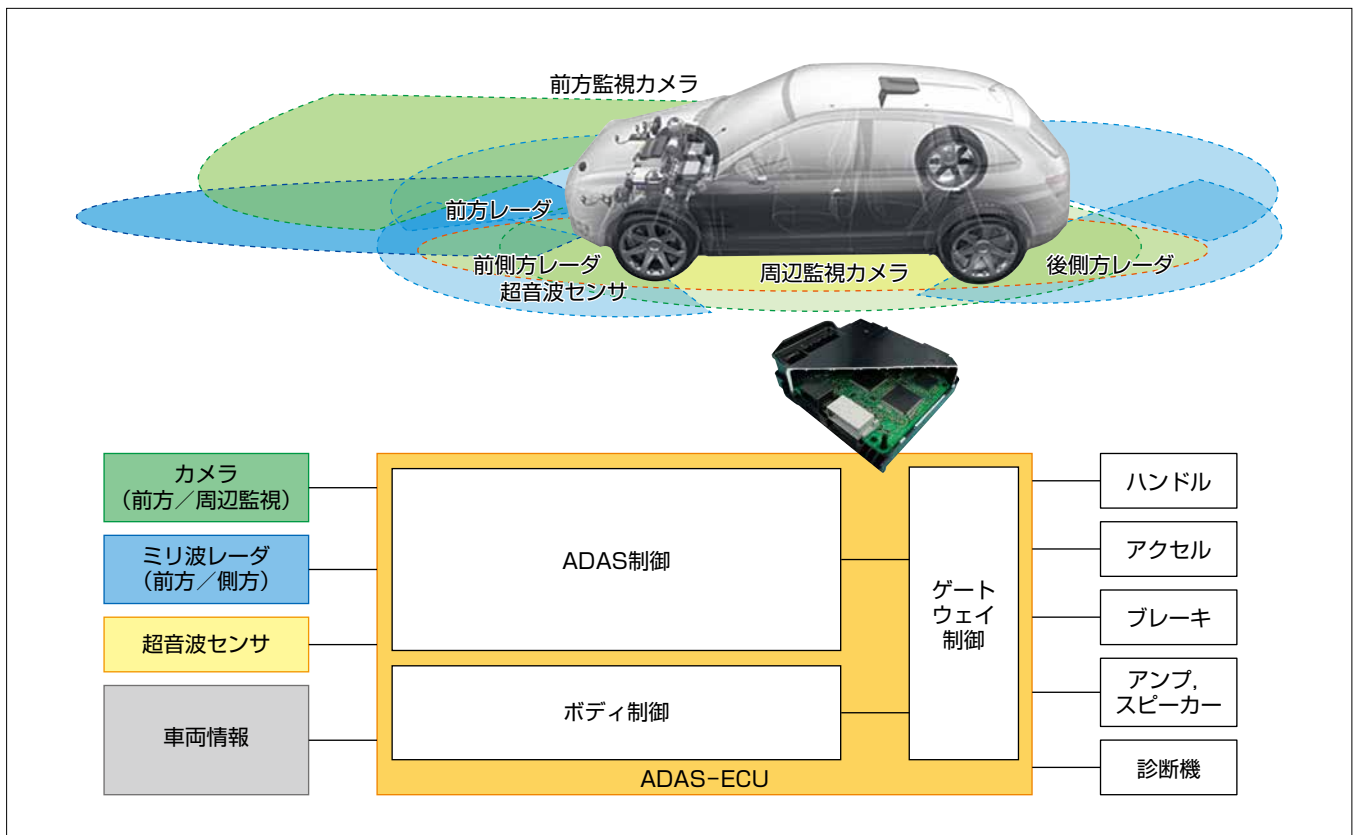 前方監視カメラ
前方レーダ
前側方レーダ
超音波センサ
周辺監視カメラ
後側方レーダ
カメラ
（前方／周辺監視）
ミリ波レーダ
（前方／側方）
超音波センサ
車両情報
ADAS制御
ボディ制御
ゲート
ウェイ
制御
ADAS-ECU
ハンドル
アクセル
ブレーキ
アンプ,
スピーカー
診断機